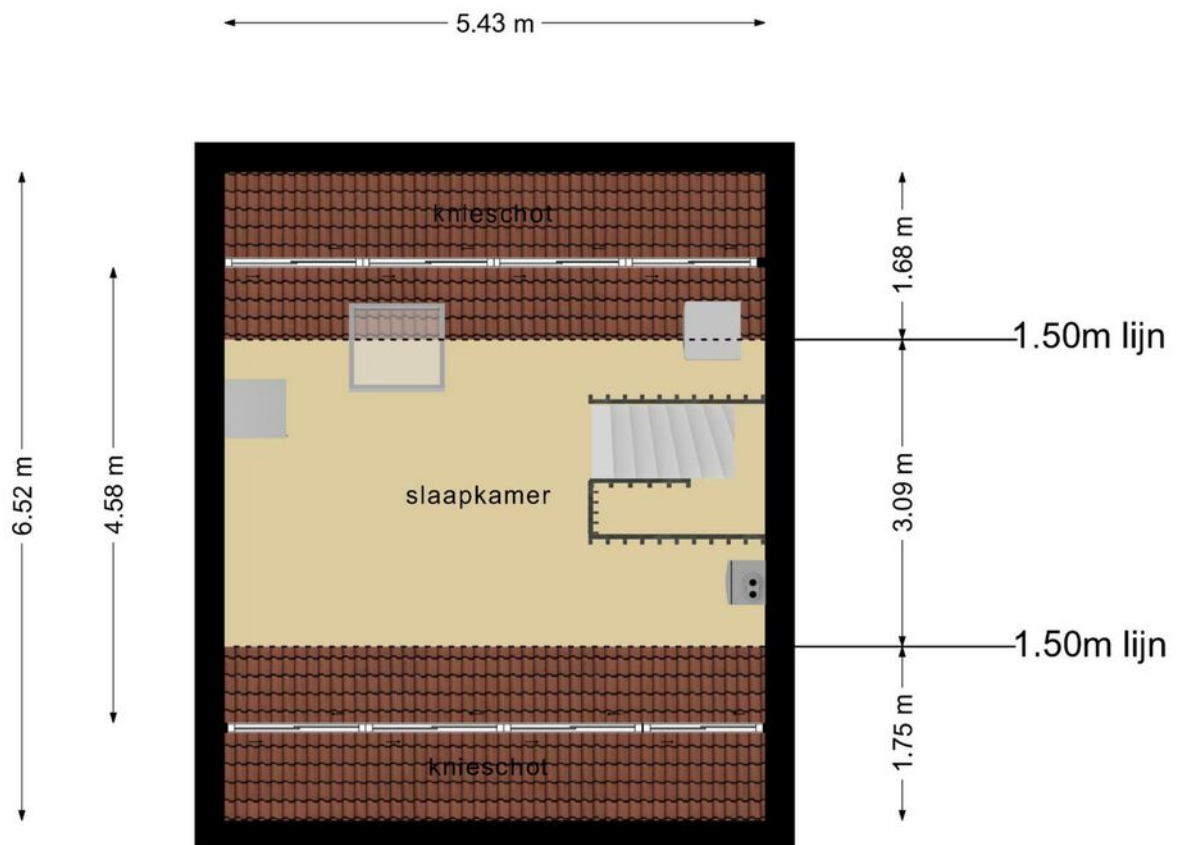 5.43 m
knieschot
1.68 m
1.50m lijn
6.52 m
4.58 m
slaapkamer
3.09 m
1.50m lijn
1.75 m
knieschot